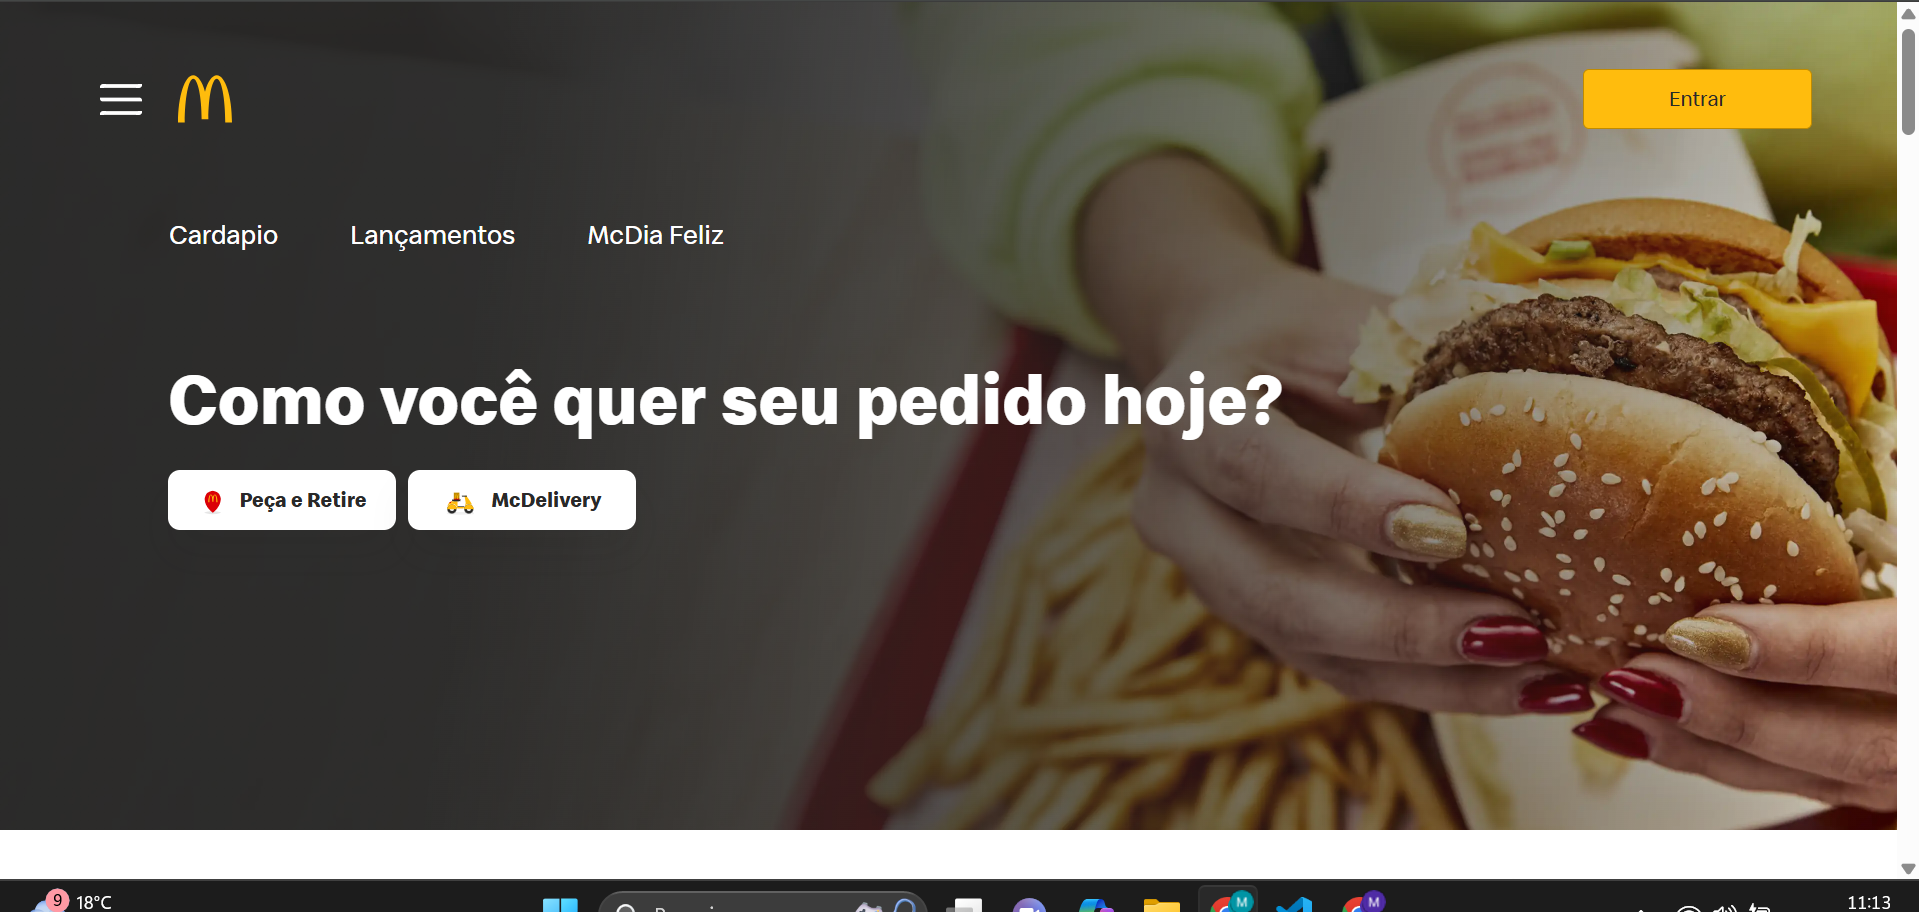 Entrar
Cardapio Lançamentos McDia Feliz
Como você quer seu pedido hoje?
Peça e Retire McDelivery
9 18°C
M M
11:13